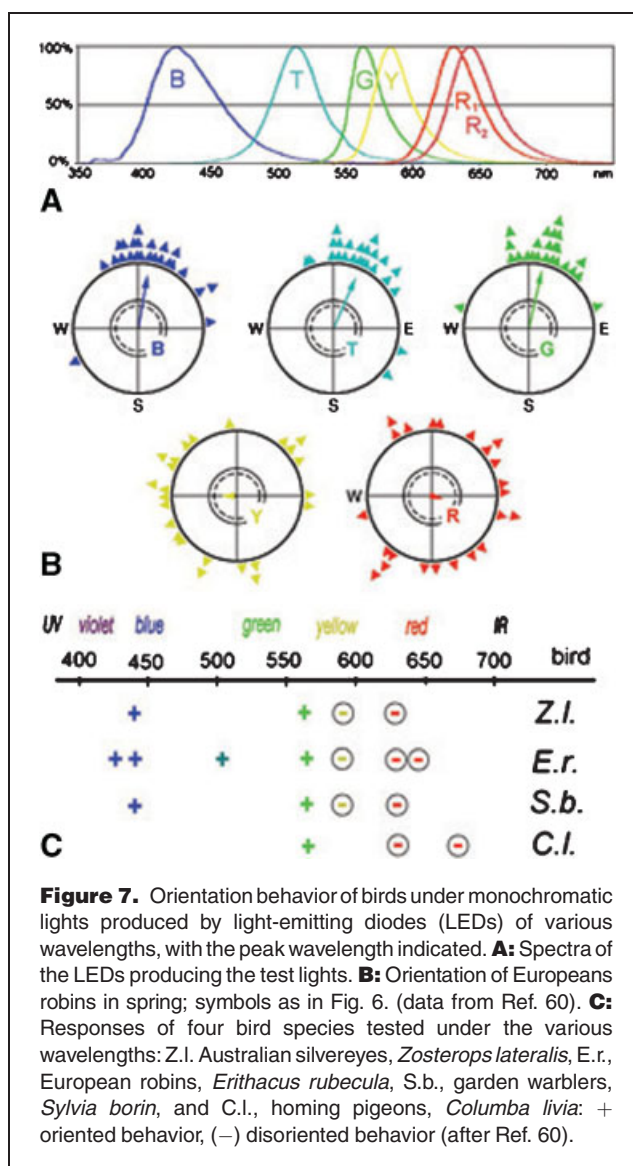 100%
B T G Y R₁
50%
R₂
0%
350 400 450 500 550 600 650 700 nm
A
W B S
W E T S
W E G S
Y
W R
B
UV violet blue green yellow red IR
400 450 500 550 600 650 700 bird
+ + - - Z.l.
+ + + + - - - E.r.
+ + - - S.b.
C + - - C.l.
Figure 7. Orientation behavior of birds under monochromatic
lights produced by light-emitting diodes (LEDs) of various
wavelengths, with the peak wavelength indicated. A: Spectra of
the LEDs producing the test lights. B: Orientation of Europeans
robins in spring; symbols as in Fig. 6. (data from Ref. 60). C:
Responses of four bird species tested under the various
wavelengths: Z.l. Australian silvereyes, Zosterops lateralis, E.r.,
European robins, Erithacus rubecula, S.b., garden warblers,
Sylvia borin, and C.l., homing pigeons, Columba livia: +
oriented behavior, (−) disoriented behavior (after Ref. 60).